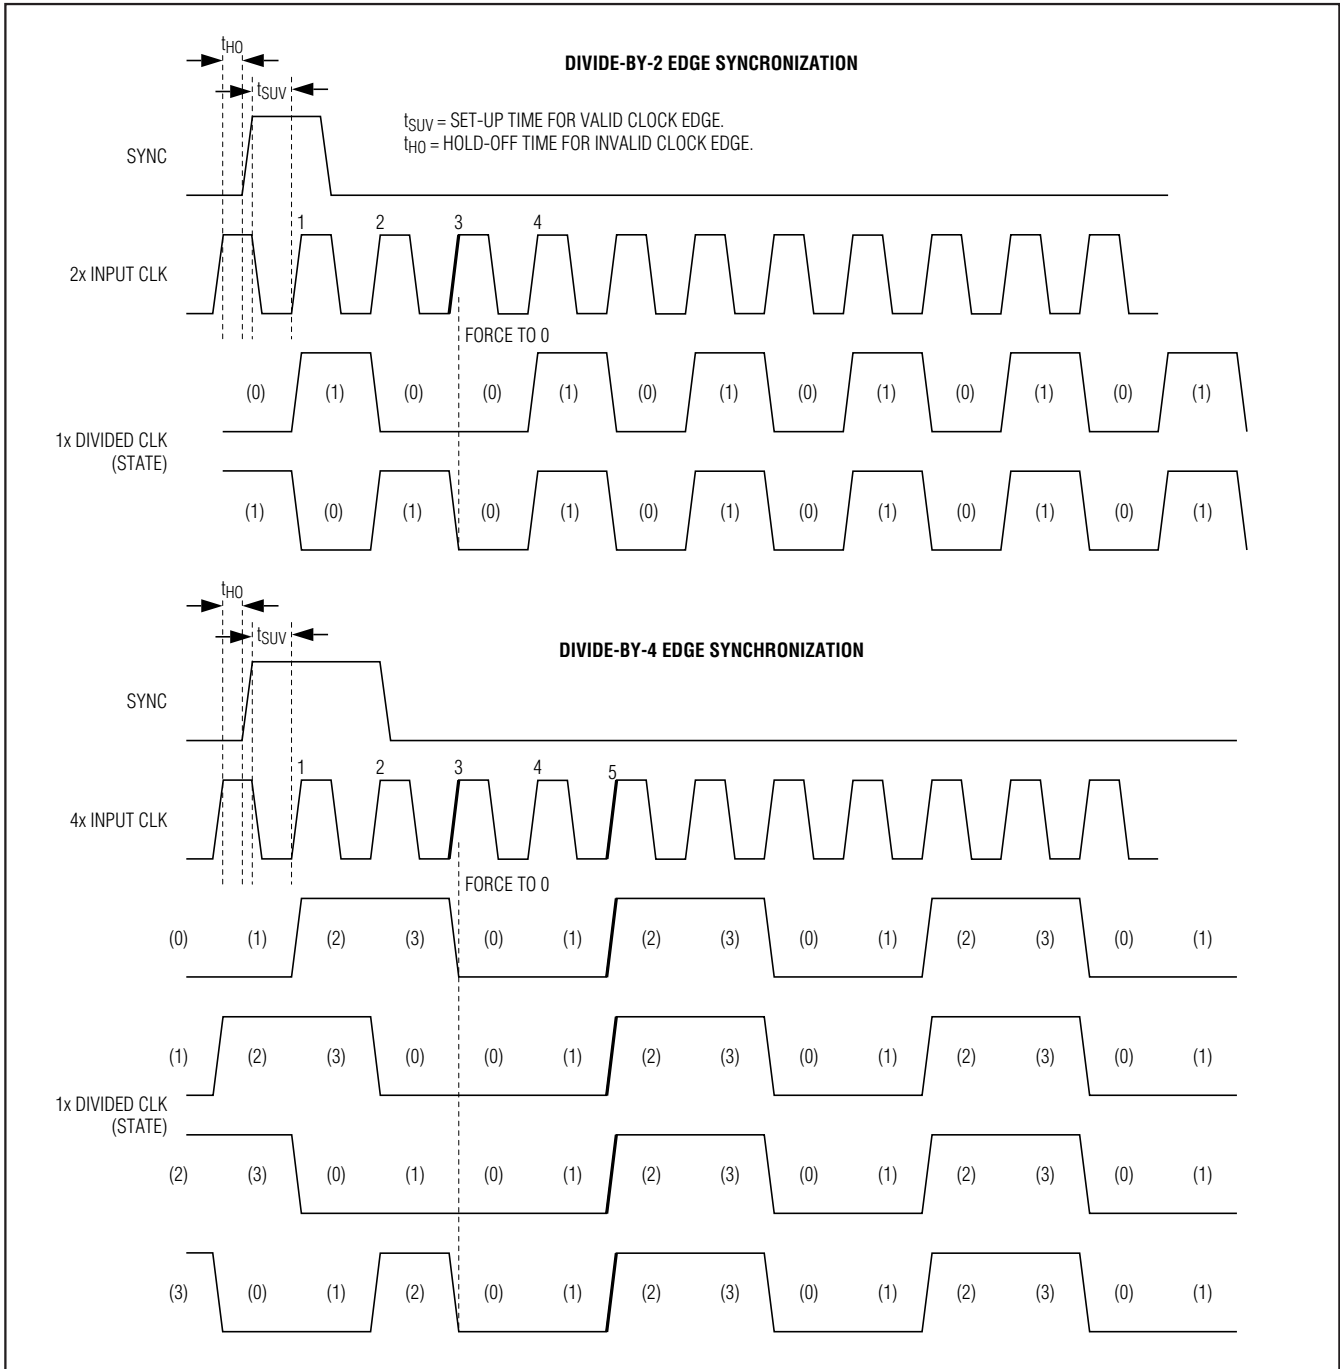 tHO
DIVIDE-BY-2 EDGE SYNCRONIZATION
tSUV
tSUV = SET-UP TIME FOR VALID CLOCK EDGE.
tHO = HOLD-OFF TIME FOR INVALID CLOCK EDGE.
SYNC
1 2 3 4
2x INPUT CLK
FORCE TO 0
(0) (1) (0) (0) (1) (0) (1) (0) (1) (0) (1) (0) (1)
1x DIVIDED CLK
(STATE)
(1) (0) (1) (0) (1) (0) (1) (0) (1) (0) (1) (0) (1)
tHO
tSUV
DIVIDE-BY-4 EDGE SYNCHRONIZATION
SYNC
1 2 3 4 5
4x INPUT CLK
FORCE TO 0
(0) (1) (2) (3) (0) (1) (2) (3) (0) (1) (2) (3) (0) (1)
(1) (2) (3) (0) (0) (1) (2) (3) (0) (1) (2) (3) (0) (1)
1x DIVIDED CLK
(STATE)
(2) (3) (0) (1) (0) (1) (2) (3) (0) (1) (2) (3) (0) (1)
(3) (0) (1) (2) (0) (1) (2) (3) (0) (1) (2) (3) (0) (1)